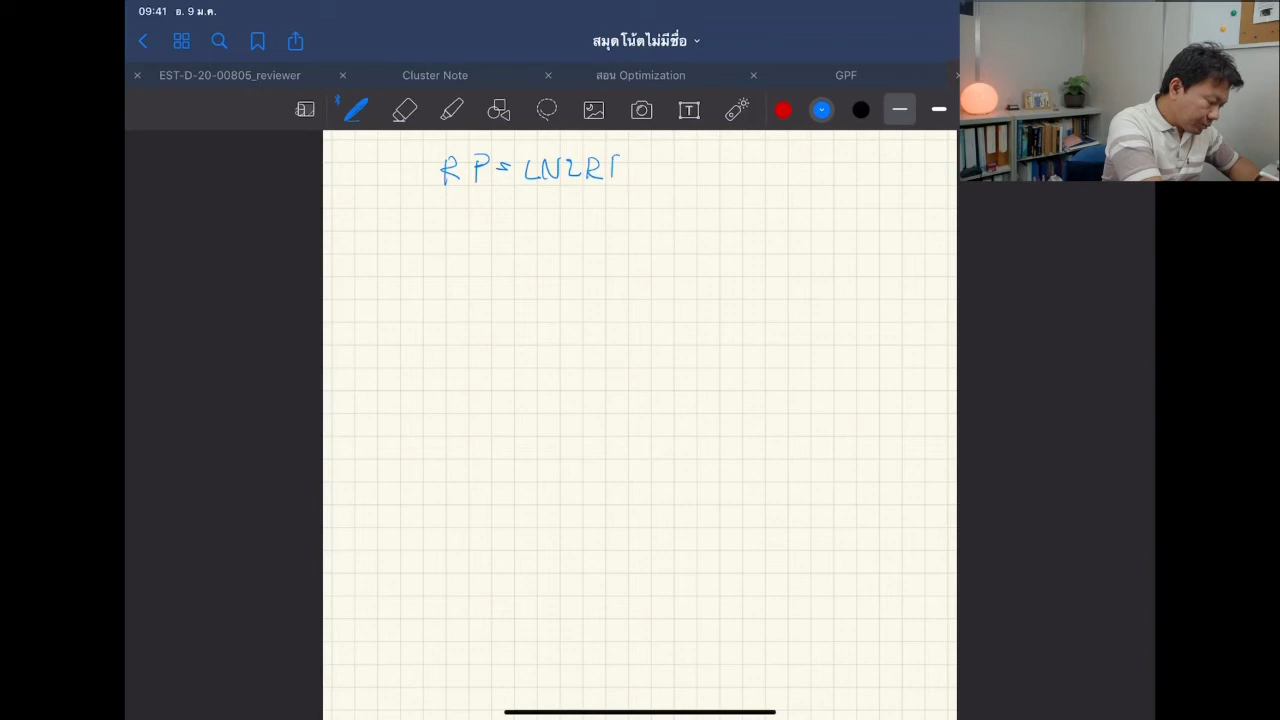 09:41 อ. 9 ม.ค.
สมุดโน้ตไม่มีชื่อ
EST-D-20-00805_reviewer
Cluster Note
สอน Optimization
GPF
RP = LN2R